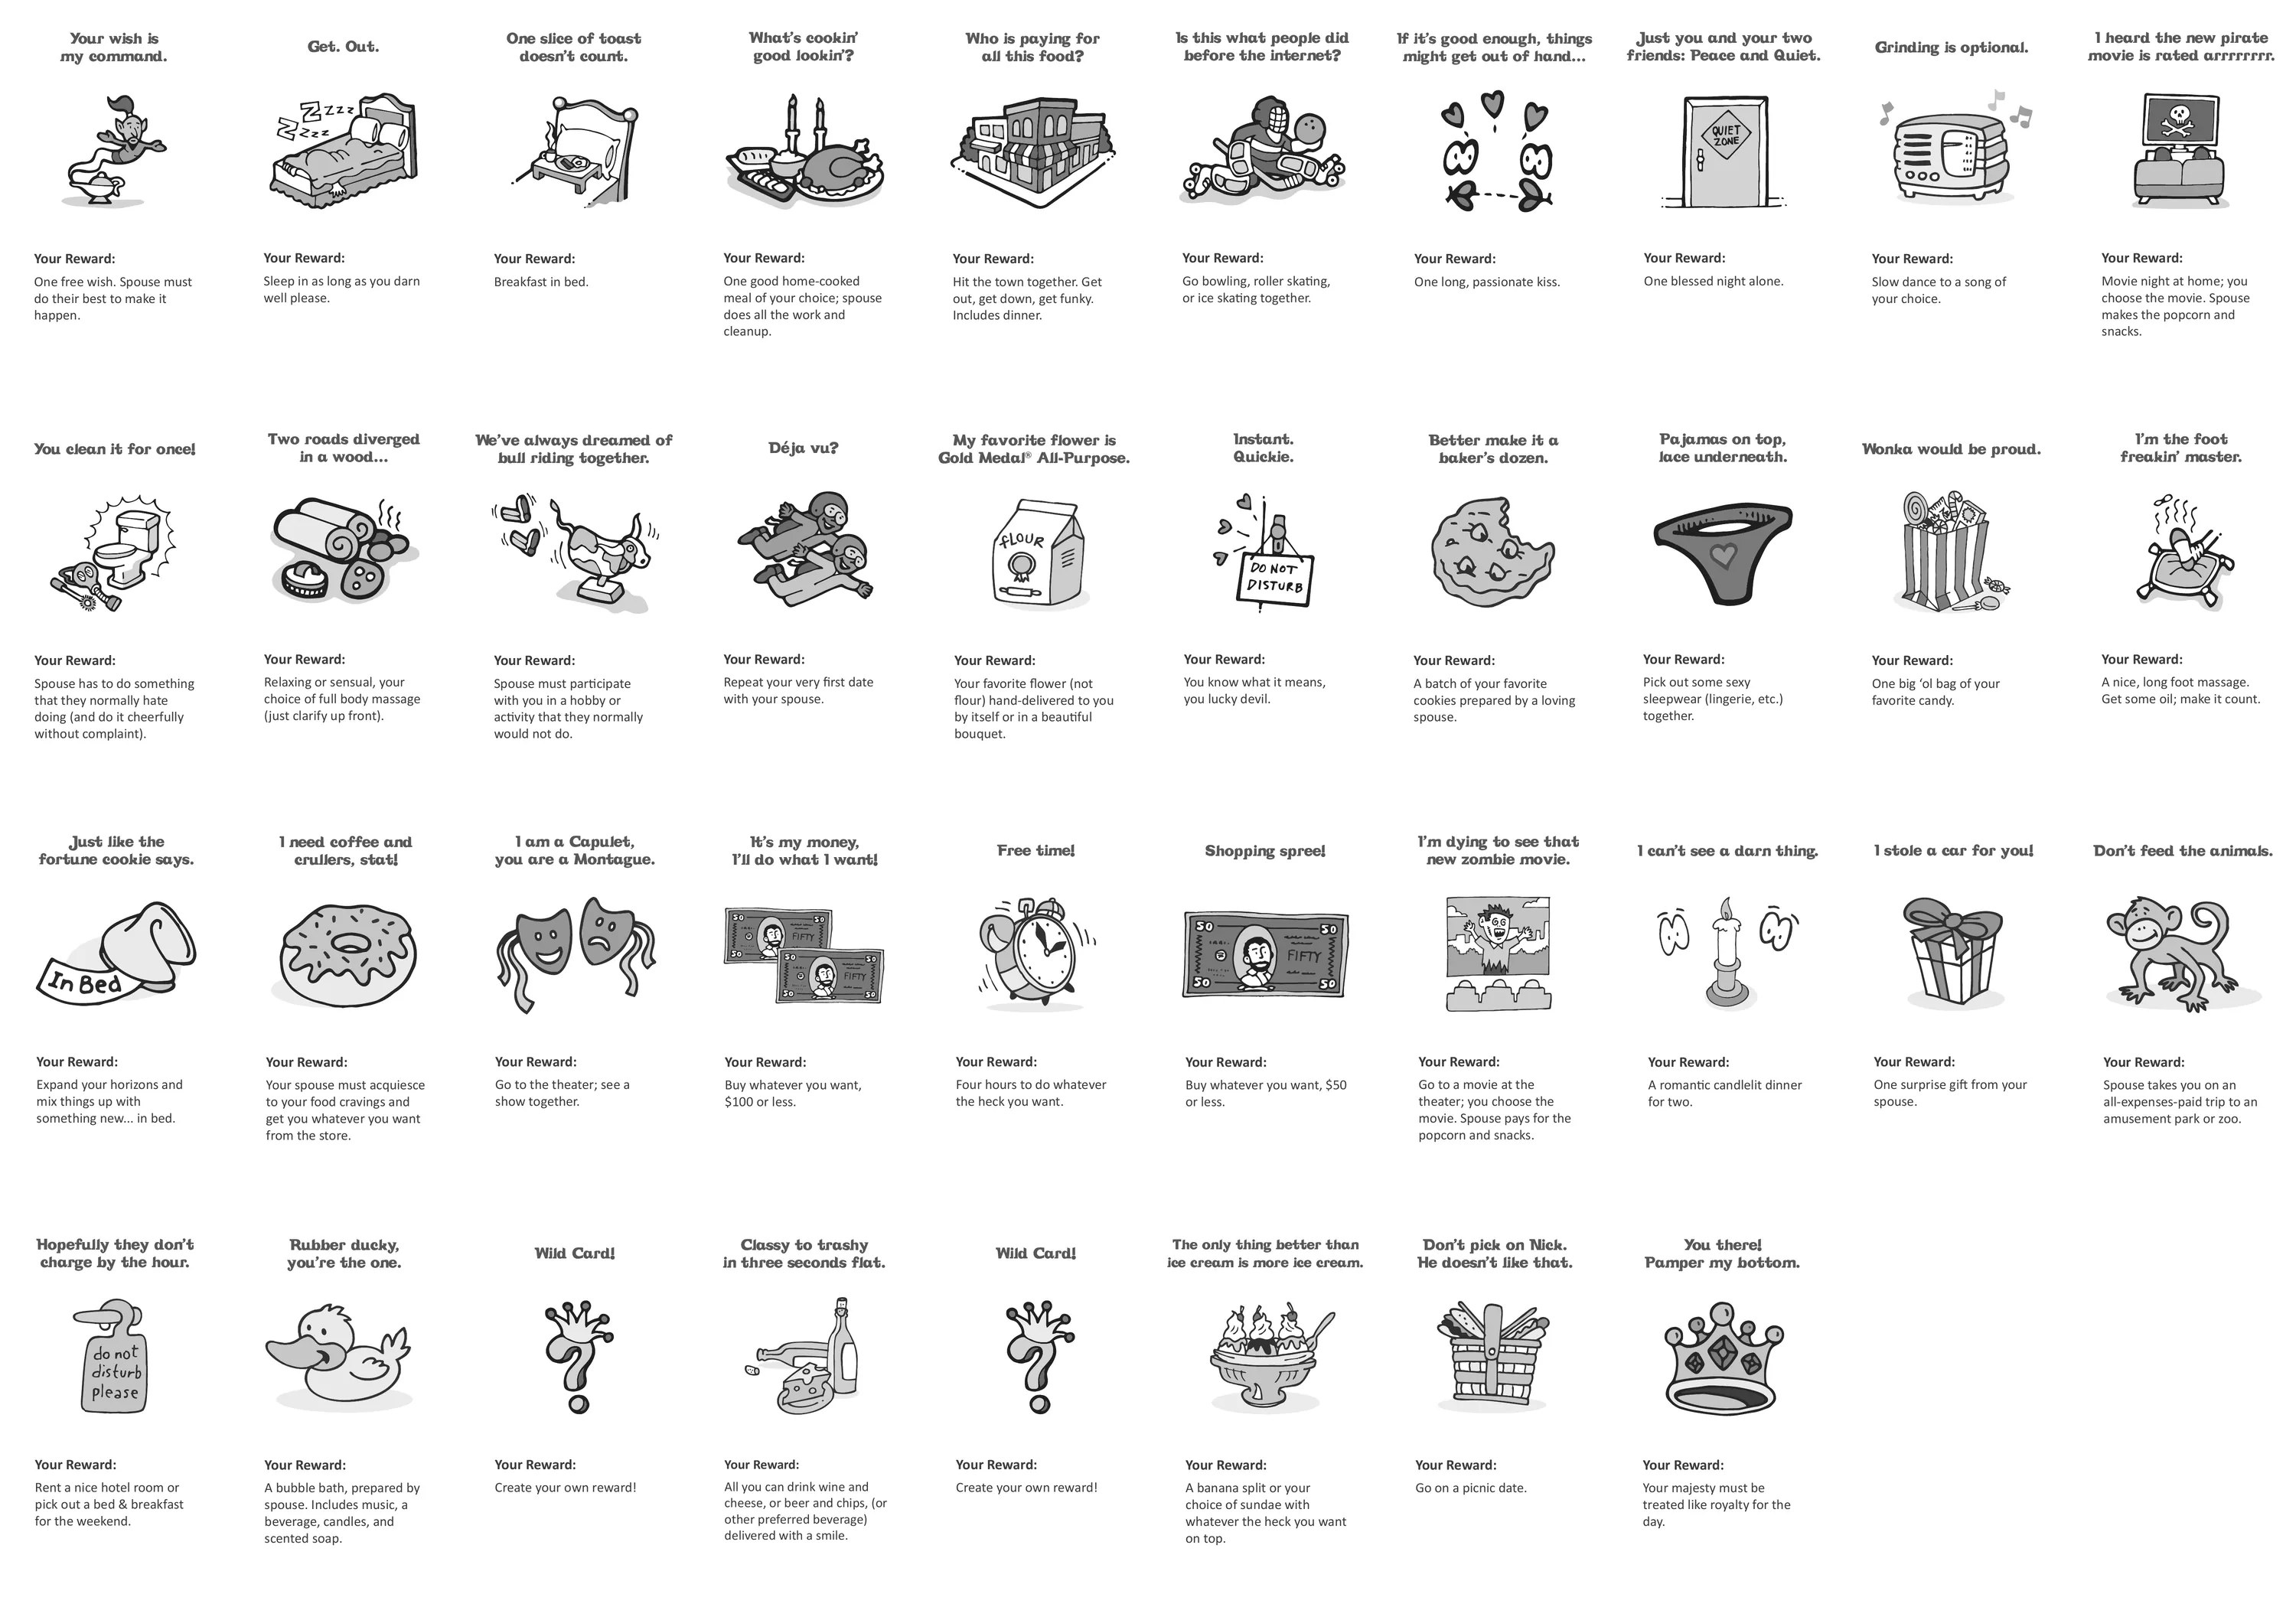 Your wish is
my command.
ZZzzz
ZZzzz
Your Reward:
One free wish. Spouse must
do their best to make it
happen.
Get. Out.
Your Reward:
Sleep in as long as you darn
well please.
One slice of toast
doesn't count.
Your Reward:
Breakfast in bed.
What's cookin'
good lookin'?
Your Reward:
One good home-cooked
meal of your choice; spouse
does all the work and
cleanup.
Who is paying for
all this food?
Your Reward:
Hit the town together. Get
out, get down, get funky.
Includes dinner.
Is this what people did
before the internet?
Your Reward:
Go bowling, roller skating,
or ice skating together.
If it's good enough, things
might get out of hand...
Your Reward:
One long, passionate kiss.
Just you and your two
friends: Peace and Quiet.
QUIET
ZONE
Your Reward:
One blessed night alone.
Grinding is optional.
Your Reward:
Slow dance to a song of
your choice.
I heard the new pirate
movie is rated arrrrrrr.
Your Reward:
Movie night at home; you
choose the movie. Spouse
makes the popcorn and
snacks.
You clean it for once!
Your Reward:
Spouse has to do something
that they normally hate
doing (and do it cheerfully
without complaint).
Two roads diverged
in a wood...
Your Reward:
Relaxing or sensual, your
choice of full body massage
(just clarify up front).
We've always dreamed of
bull riding together.
Your Reward:
Spouse must participate
with you in a hobby or
activity that they normally
would not do.
Déja vu?
Your Reward:
Repeat your very first date
with your spouse.
My favorite flower is
Gold Medal® All-Purpose.
fLOUR
Your Reward:
Your favorite flower (not
flour) hand-delivered to you
by itself or in a beautiful
bouquet.
Instant.
Quickie.
DO NOT
DISTURB
Your Reward:
You know what it means,
you lucky devil.
Better make it a
baker's dozen.
Your Reward:
A batch of your favorite
cookies prepared by a loving
spouse.
Pajamas on top,
lace underneath.
Your Reward:
Pick out some sexy
sleepwear (lingerie, etc.)
together.
Wonka would be proud.
Your Reward:
One big 'ol bag of your
favorite candy.
I'm the foot
freakin' master.
Your Reward:
A nice, long foot massage.
Get some oil; make it count.
Just like the
fortune cookie says.
In Bed
Your Reward:
Expand your horizons and
mix things up with
something new... in bed.
I need coffee and
crullers, stat!
Your Reward:
Your spouse must acquiesce
to your food cravings and
get you whatever you want
from the store.
I am a Capulet,
you are a Montague.
Your Reward:
Go to the theater; see a
show together.
It's my money,
I'll do what I want!
50 50
FIFTY
50 50
FIFTY
50 50
Your Reward:
Buy whatever you want,
$100 or less.
Free time!
Your Reward:
Four hours to do whatever
the heck you want.
Shopping spree!
50 50
FIFTY
50 50
Your Reward:
Buy whatever you want, $50
or less.
I'm dying to see that
new zombie movie.
Your Reward:
Go to a movie at the
theater; you choose the
movie. Spouse pays for the
popcorn and snacks.
I can't see a darn thing.
Your Reward:
A romantic candlelit dinner
for two.
I stole a car for you!
Your Reward:
One surprise gift from your
spouse.
Don't feed the animals.
Your Reward:
Spouse takes you on an
all-expenses-paid trip to an
amusement park or zoo.
Hopefully they don't
charge by the hour.
do not
disturb
please
Your Reward:
Rent a nice hotel room or
pick out a bed & breakfast
for the weekend.
Rubber ducky,
you're the one.
Your Reward:
A bubble bath, prepared by
spouse. Includes music, a
beverage, candles, and
scented soap.
Wild Card!
?
Your Reward:
Create your own reward!
Classy to trashy
in three seconds flat.
Your Reward:
All you can drink wine and
cheese, or beer and chips, (or
other preferred beverage)
delivered with a smile.
Wild Card!
?
Your Reward:
Create your own reward!
The only thing better than
ice cream is more ice cream.
Your Reward:
A banana split or your
choice of sundae with
whatever the heck you want
on top.
Don't pick on Nick.
He doesn't like that.
Your Reward:
Go on a picnic date.
You there!
Pamper my bottom.
Your Reward:
Your majesty must be
treated like royalty for the
day.